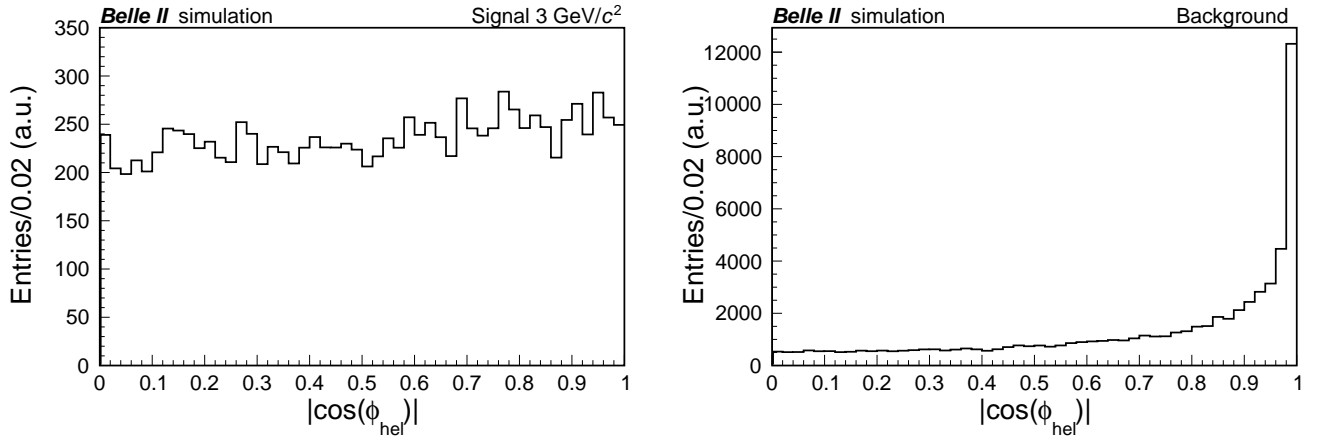 Belle II simulation Signal 3 GeV/c²
350
300
250
200
150
100
50
0
Entries/0.02 (a.u.)
0 0.1 0.2 0.3 0.4 0.5 0.6 0.7 0.8 0.9 1
|cos(ϕhel)|
Belle II simulation Background
12000
10000
8000
6000
4000
2000
0
Entries/0.02 (a.u.)
0 0.1 0.2 0.3 0.4 0.5 0.6 0.7 0.8 0.9 1
|cos(ϕhel)|